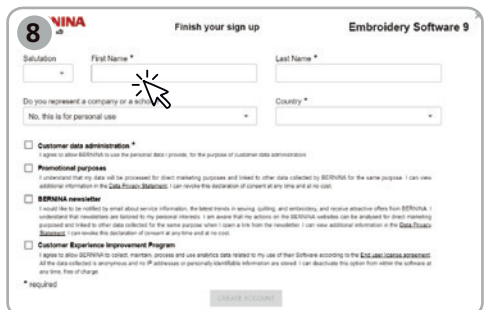 8
NINA
Finish your sign up
Embroidery Software 9
Salutation First Name * Last Name *
Do you represent a company or a scho Country *
No, this is for personal use
Customer data administration *
I agree to allow BERNINA to use the personal data I provide, for the purpose of customer data administration
Promotional purposes
I understand that my data will be processed for direct marketing purposes and linked to other data collected by BERNINA for the same purpose. I can view
additional information in the Data Privacy Statement. I can revoke this declaration of consent at any time and at no cost.
BERNINA newsletter
I would like to be notified by email about service information, the latest trends in sewing, quilting, and embroidery, and receive attractive offers from BERNINA. I
understand that newsletters are tailored to my personal interests. I am aware that my actions on the BERNINA websites can be analysed for direct marketing
purposed and linked to other data collected for the same purpose when I open a link from the newsletter. I can view additional information in the Data Privacy
Statement. I can revoke this declaration of consent at any time and at no cost.
Customer Experience Improvement Program
I agree to allow BERNINA to collect, maintain, process and use analytics data related to my use of their Software according to the End user license agreement.
All the data collected is anonymous and no IP addresses or personally identifiable information are stored. I can deactivate this option from within the software at
any time, free of charge.
* required
CREATE ACCOUNT